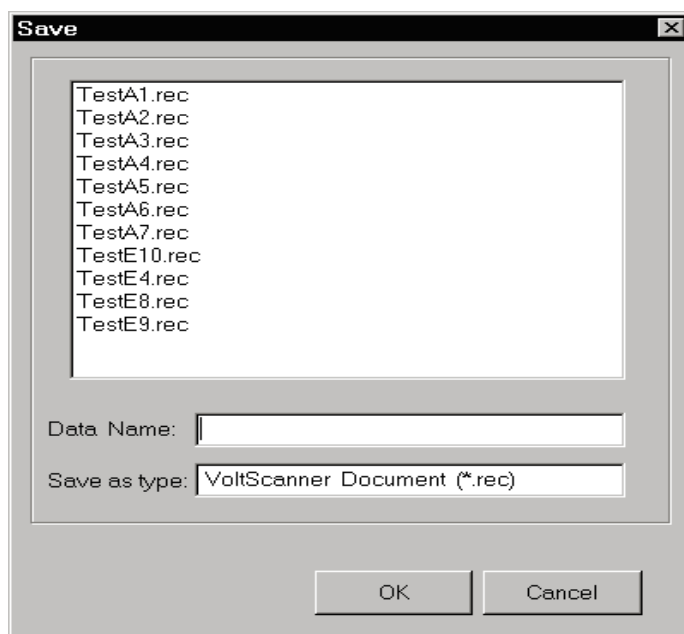 Save
TestA1.rec
TestA2.rec
TestA3.rec
TestA4.rec
TestA5.rec
TestA6.rec
TestA7.rec
TestE10.rec
TestE4.rec
TestE8.rec
TestE9.rec
Data Name:
Save as type: VoltScanner Document (*.rec)
OK Cancel